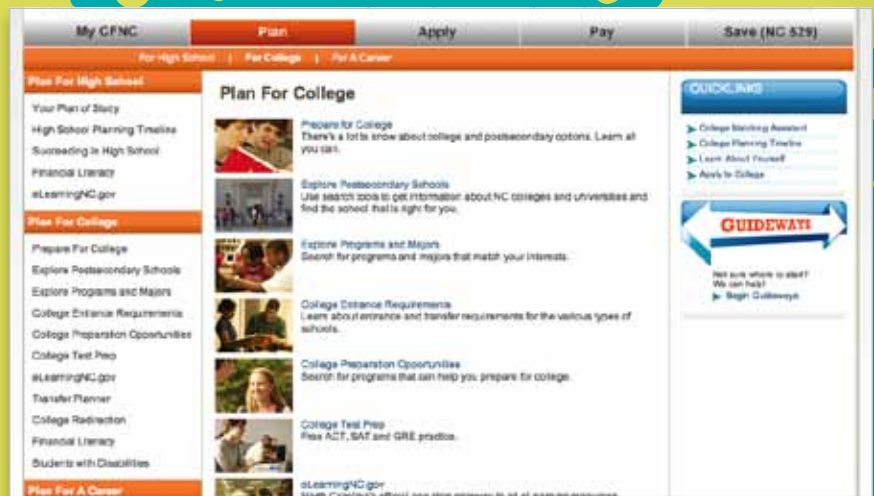 My CFNC
Plan
Apply
Pay
Save (NC 529)
For High School | For College | For A Career
Plan For High School
Your Plan of Study
High School Planning Timeline
Succeeding In High School
Financial Literacy
eLearningNC.gov
Plan For College
Prepare For College
Explore Postsecondary Schools
Explore Programs and Majors
College Entrance Requirements
College Preparation Opportunities
College Test Prep
eLearningNC.gov
Transfer Planner
College Redirection
Financial Literacy
Students with Disabilities
Plan For A Career
Plan For College
Prepare for College
There's a lot to know about college and postsecondary options. Learn all
you can.
Explore Postsecondary Schools
Use search tools to get information about NC colleges and universities and
find the school that is right for you.
Explore Programs and Majors
Search for programs and majors that match your interests.
College Entrance Requirements
Learn about entrance and transfer requirements for the various types of
schools.
College Preparation Opportunities
Search for programs that can help you prepare for college.
College Test Prep
Free ACT, SAT and GRE practice.
eLearningNC.gov
QUICKLINKS
College Matching Assistant
College Planning Timeline
Learn About Yourself
Apply to College
GUIDEWAYS
Not sure where to start?
We can help!
Begin Guideways